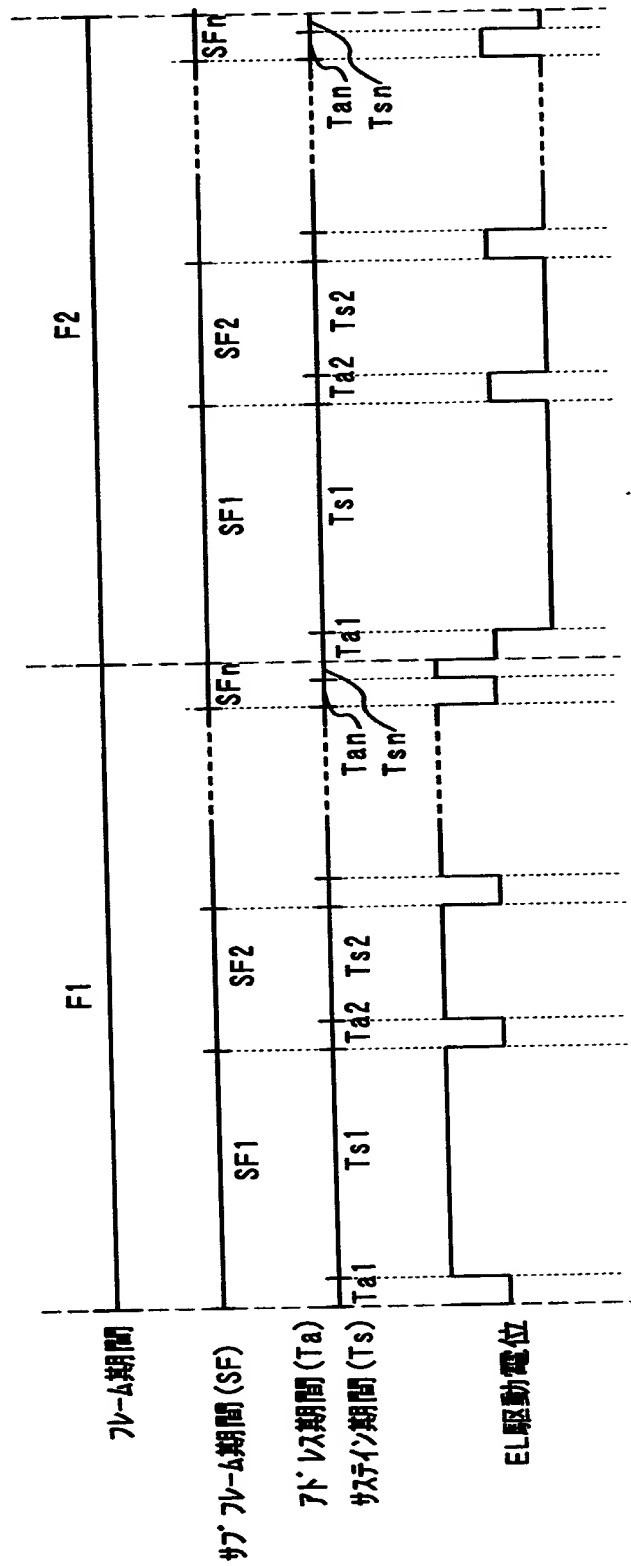 フレーム期間
F1
F2
サブフレーム期間(SF)
SF1
SF2
SFn
SF1
SF2
SFn
アドレス期間(Ta)
サステイン期間(Ts)
Ta1
Ts1
Ta2
Ts2
Tan
Tsn
Ta1
Ts1
Ta2
Ts2
Tan
Tsn
EL駆動電位